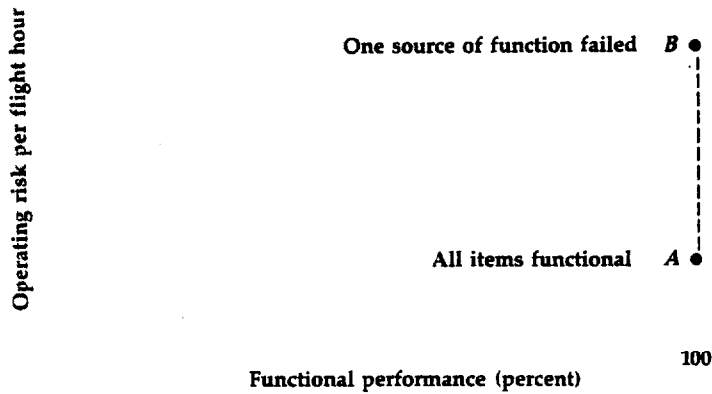 Operating risk per flight hour
One source of function failed B
All items functional A
100
Functional performance (percent)